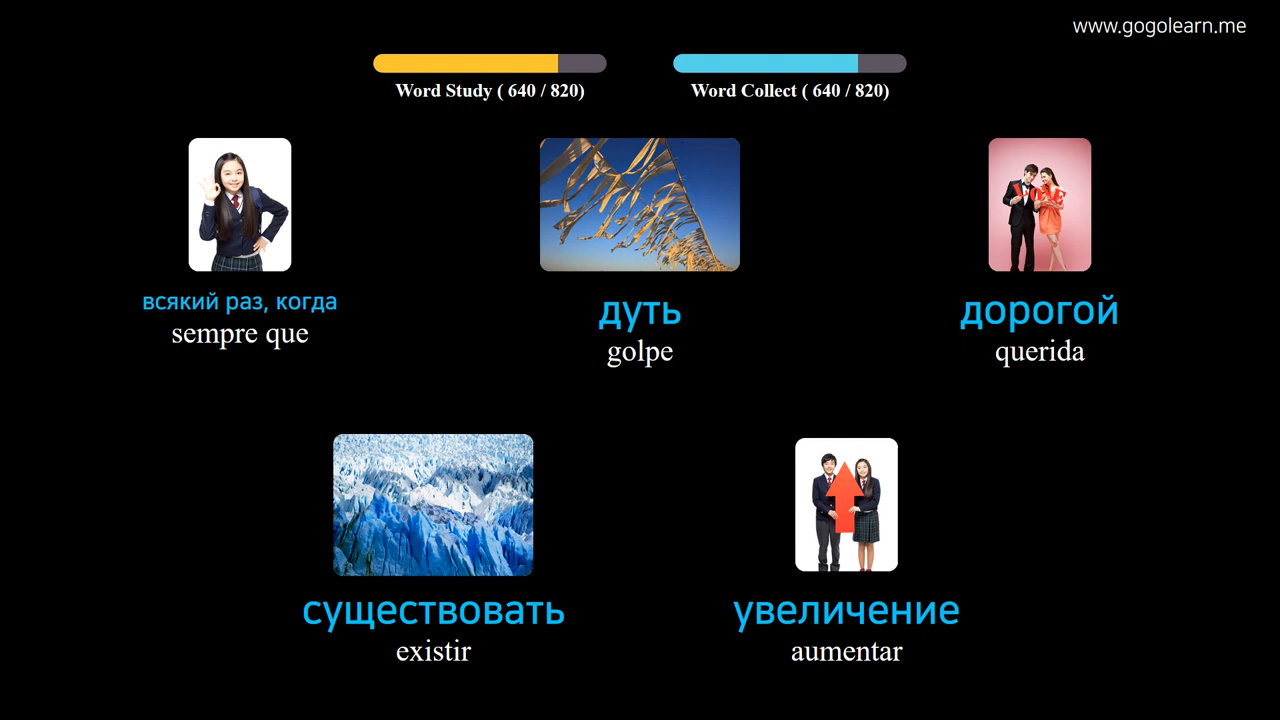 www.gogolearn.me
Word Study ( 640 / 820)
Word Collect ( 640 / 820)
всякий раз, когда
sempre que
дуть
golpe
дорогой
querida
существовать
existir
увеличение
aumentar